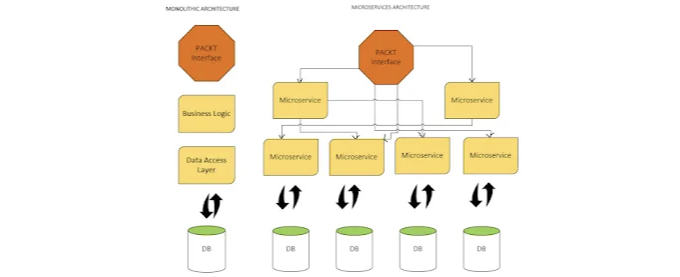 MONOLITHIC ARCHITECTURE
MICROSERVICES ARCHITECTURE
PACKT
Interface
Business Logic
Data Access
Layer
DB
PACKT
Interface
Microservice
Microservice
Microservice
Microservice
Microservice
Microservice
DB
DB
DB
DB